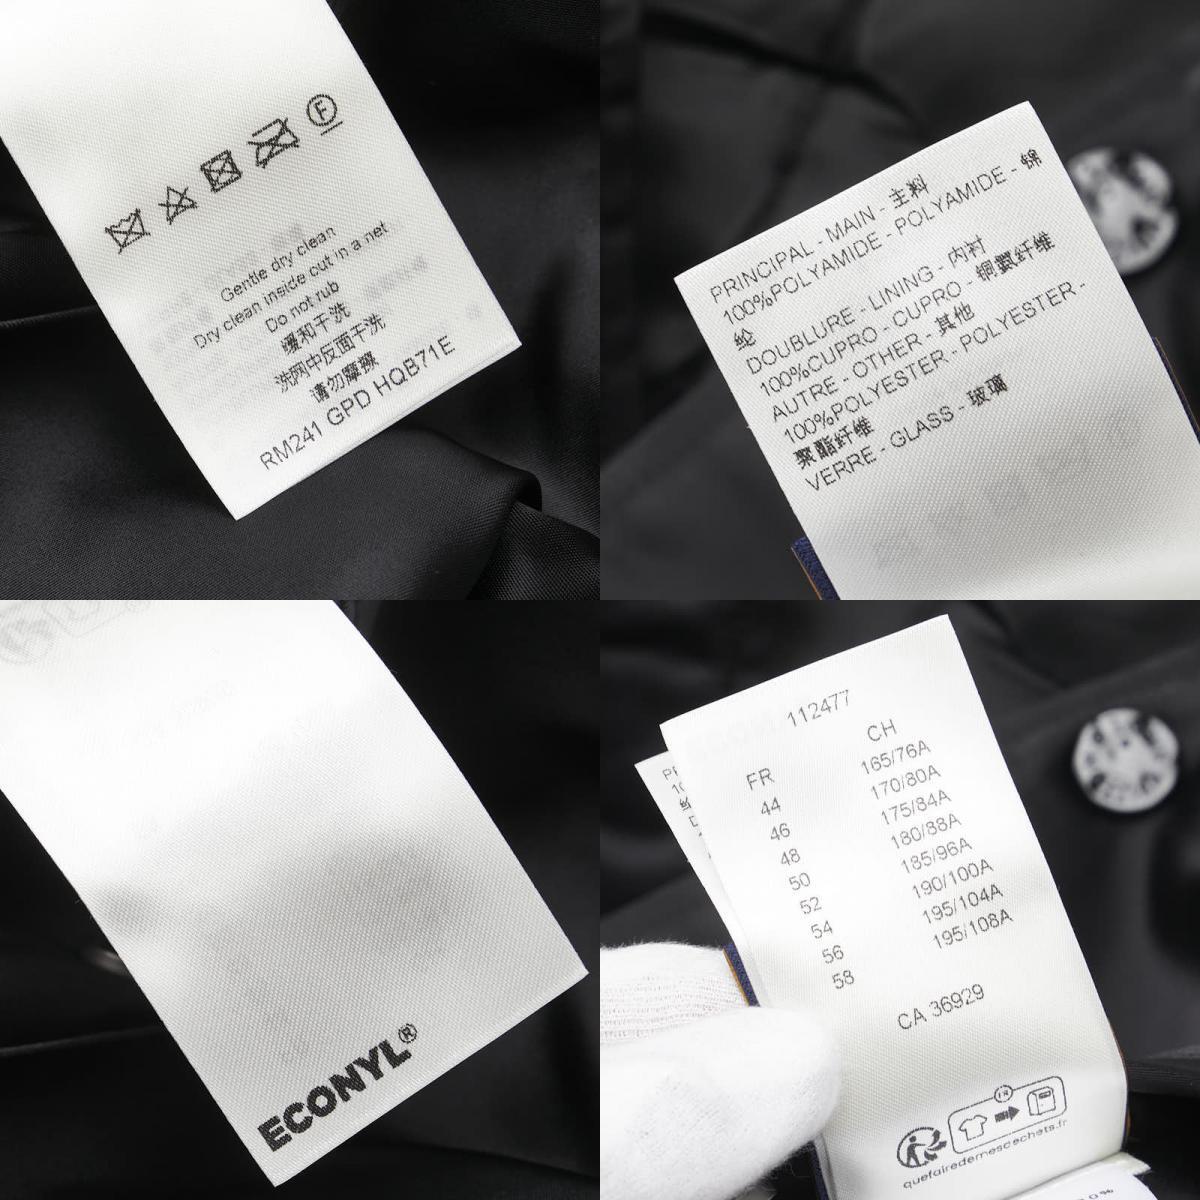 F
Gentle dry clean
Dry clean inside out in a net
Do not rub
缓和干洗
洗网中反面干洗
请勿摩擦
RM241 GPD HQB71E
PRINCIPAL - MAIN - 主料
100%POLYAMIDE - POLYAMIDE - 锦
纶
DOUBLURE - LINING - 内衬
100%CUPRO - CUPRO - 铜氨纤维
AUTRE - OTHER - 其他
100%POLYESTER - POLYESTER -
聚酯纤维
VERRE - GLASS - 玻璃
ECONYL®
112477
FR CH
44 165/76A
46 170/80A
48 175/84A
50 180/88A
52 185/96A
54 190/100A
56 195/104A
58 195/108A
CA 36929
FR
quefairedemesdechets.fr